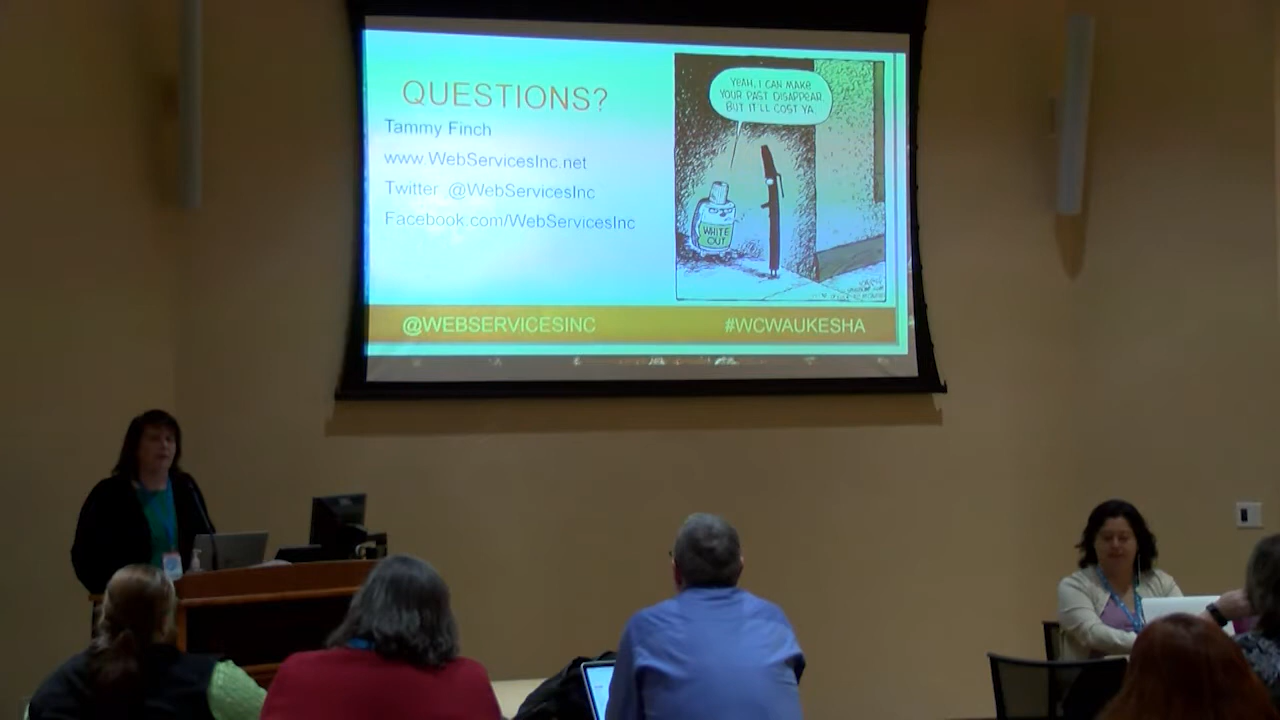 QUESTIONS?
Tammy Finch
www.WebServicesInc.net
Twitter @WebServicesInc
Facebook.com/WebServicesInc
YEAH, I CAN MAKE
YOUR PAST DISAPPEAR,
BUT IT'LL COST YA.
WHITE
OUT
@WEBSERVICESINC
#WCWAUKESHA